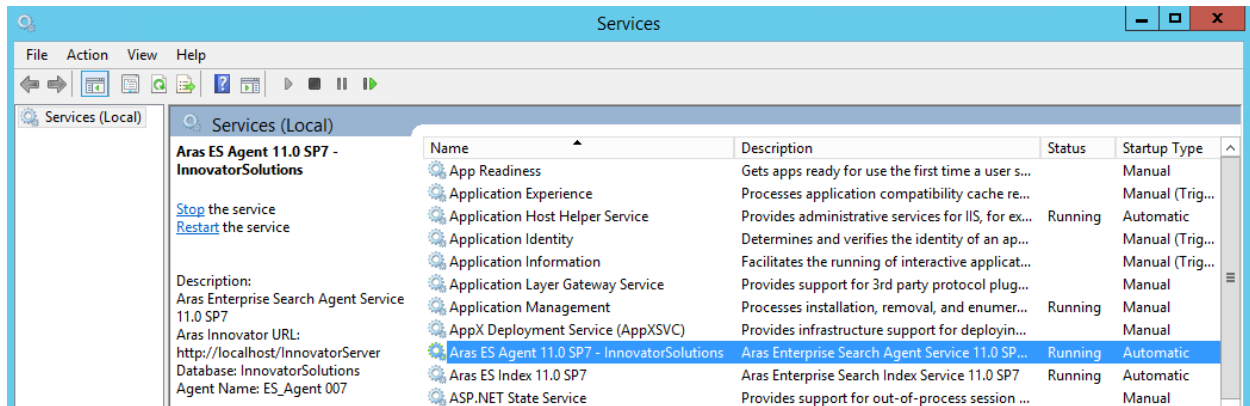 Services
File Action View Help
Services (Local)
Services (Local)
Aras ES Agent 11.0 SP7 -
InnovatorSolutions
Stop the service
Restart the service
Description:
Aras Enterprise Search Agent Service
11.0 SP7
Aras Innovator URL:
http://localhost/InnovatorServer
Database: InnovatorSolutions
Agent Name: ES_Agent 007
Name Description Status Startup Type
App Readiness Gets apps ready for use the first time a user s... Manual
Application Experience Processes application compatibility cache re... Manual (Trig...
Application Host Helper Service Provides administrative services for IIS, for ex... Running Automatic
Application Identity Determines and verifies the identity of an ap... Manual (Trig...
Application Information Facilitates the running of interactive applicat... Manual (Trig...
Application Layer Gateway Service Provides support for 3rd party protocol plug... Manual
Application Management Processes installation, removal, and enumer... Running Manual
AppX Deployment Service (AppXSVC) Provides infrastructure support for deployin... Manual
Aras ES Agent 11.0 SP7 - InnovatorSolutions Aras Enterprise Search Agent Service 11.0 SP... Running Automatic
Aras ES Index 11.0 SP7 Aras Enterprise Search Index Service 11.0 SP7 Running Automatic
ASP.NET State Service Provides support for out-of-process session ... Manual